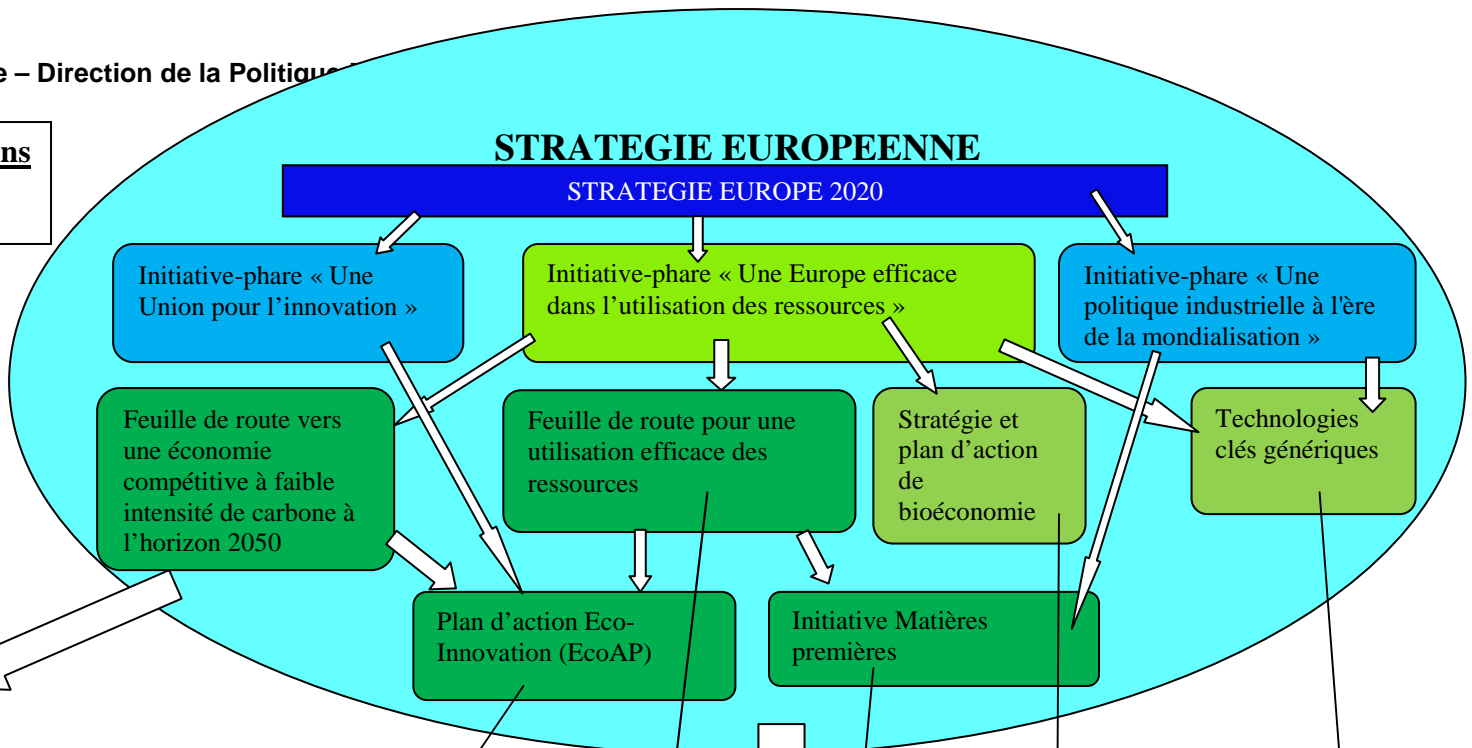 e – Direction de la Politique
ns
STRATEGIE EUROPEENNE
STRATEGIE EUROPE 2020
Initiative-phare « Une
Union pour l’innovation »
Initiative-phare « Une Europe efficace
dans l’utilisation des ressources »
Initiative-phare « Une
politique industrielle à l'ère
de la mondialisation »
Feuille de route vers
une économie
compétitive à faible
intensité de carbone à
l’horizon 2050
Feuille de route pour une
utilisation efficace des
ressources
Stratégie et
plan d’action
de
bioéconomie
Technologies
clés génériques
Plan d’action Eco-
Innovation (EcoAP)
Initiative Matières
premières